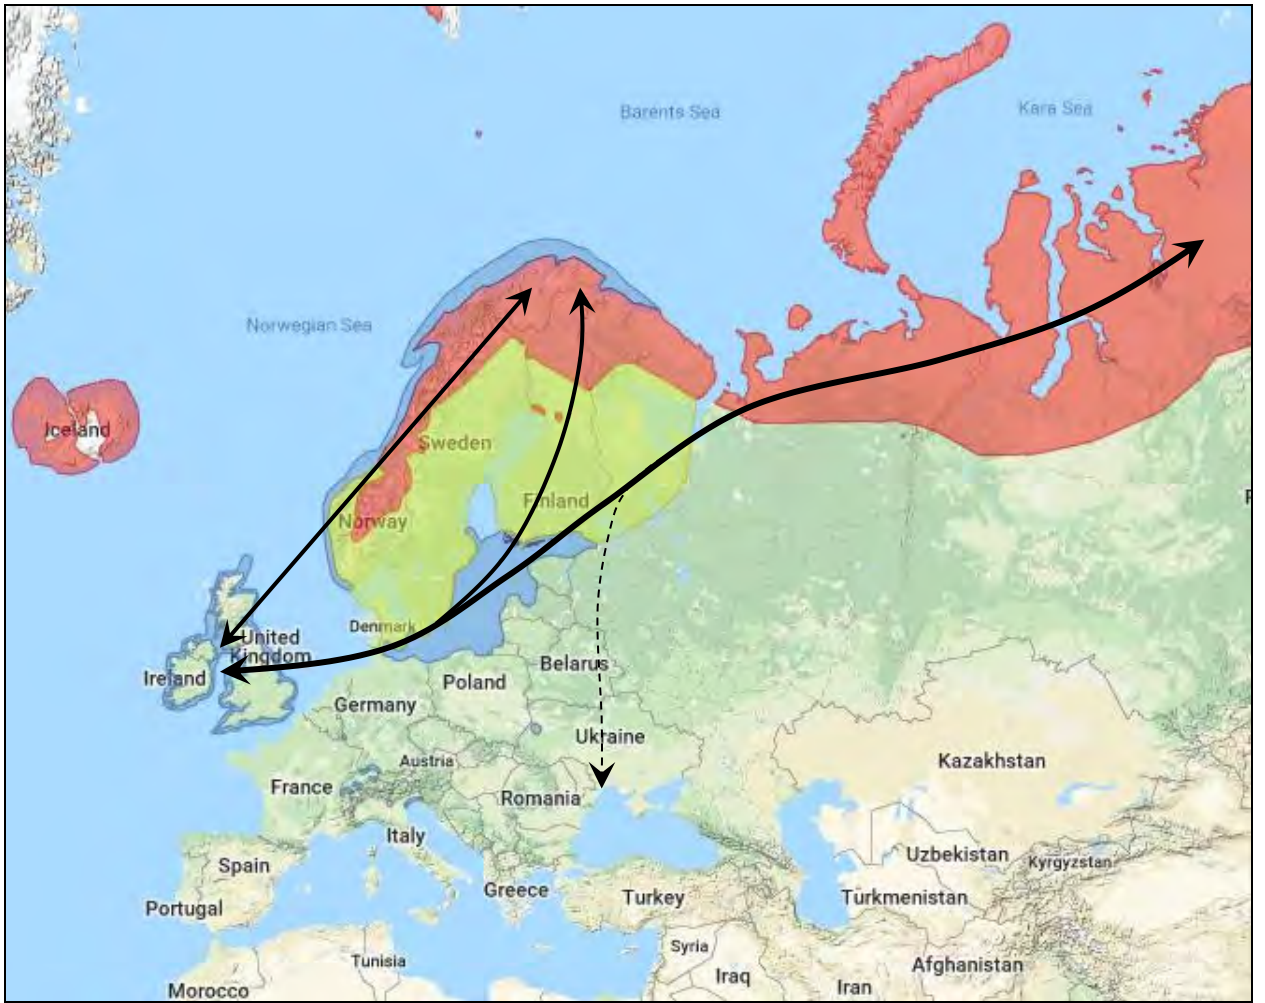 Barents Sea
Kara Sea
Norwegian Sea
Iceland
Sweden
Finland
Norway
Denmark
United
Kingdom
Ireland
Belarus
Poland
Germany
Ukraine
Austria
Kazakhstan
France
Romania
Italy
Uzbekistan
Kyrgyzstan
Spain
Greece
Turkey
Turkmenistan
Portugal
Syria
Tunisia
Afghanistan
Iraq
Iran
Morocco